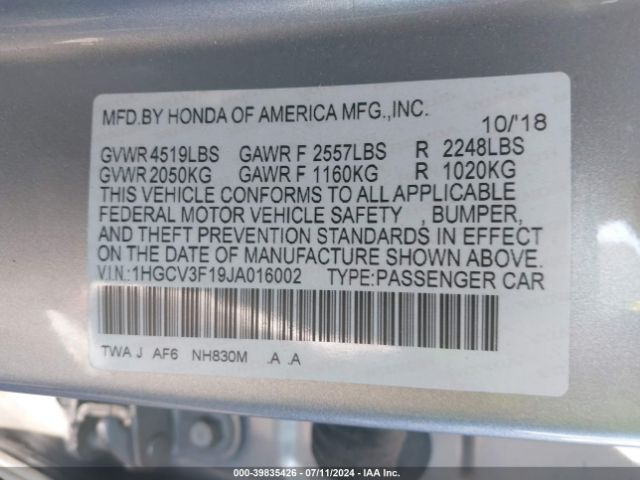 MFD.BY HONDA OF AMERICA MFG.,INC.
10/'18
GVWR 4519LBS GAWR F 2557LBS R 2248LBS
GVWR 2050KG GAWR F 1160KG R 1020KG
THIS VEHICLE CONFORMS TO ALL APPLICABLE
FEDERAL MOTOR VEHICLE SAFETY , BUMPER,
AND THEFT PREVENTION STANDARDS IN EFFECT
ON THE DATE OF MANUFACTURE SHOWN ABOVE.
V.I.N.:1HGCV3F19JA016002 TYPE:PASSENGER CAR
TWA J AF6 NH830M .A .A
000-39835426 - 07/11/2024 - IAA Inc.